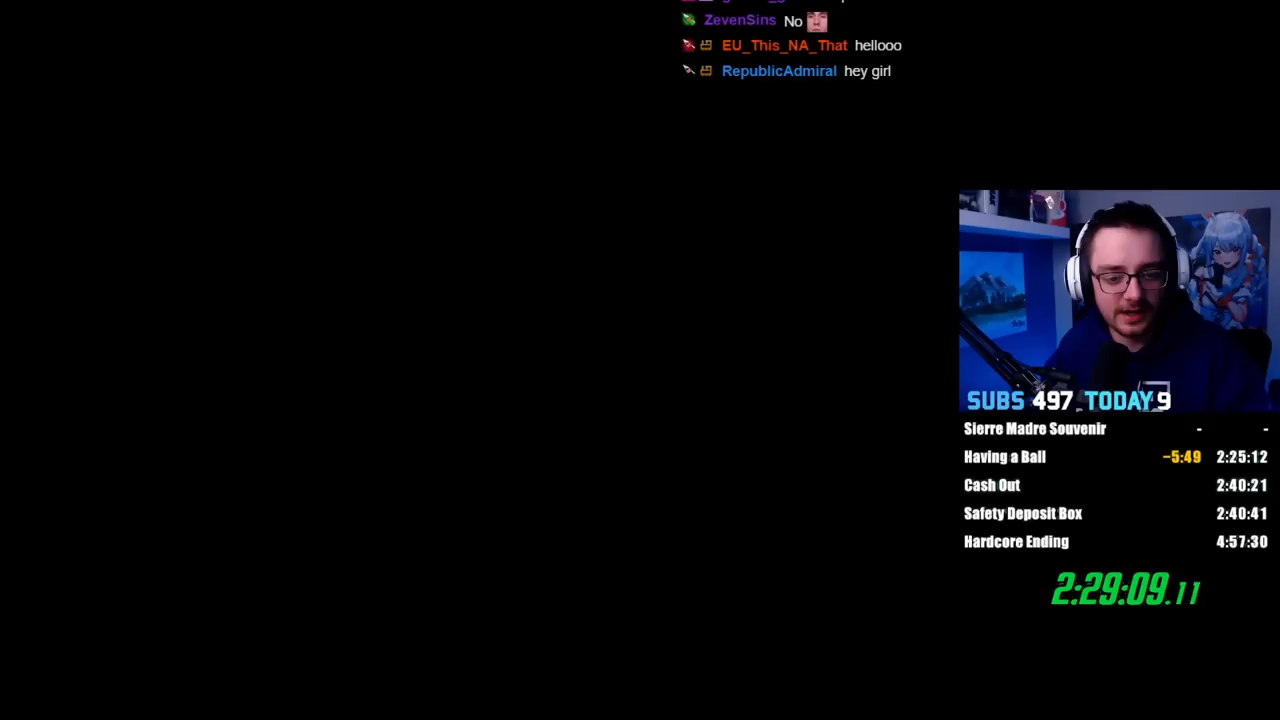 ZevenSins No
EU_This_NA_That hellooo
RepublicAdmiral hey girl
SUBS 497 TODAY 9
Sierre Madre Souvenir - -
Having a Ball -5:49 2:25:12
Cash Out 2:40:21
Safety Deposit Box 2:40:41
Hardcore Ending 4:57:30
2:29:09.11